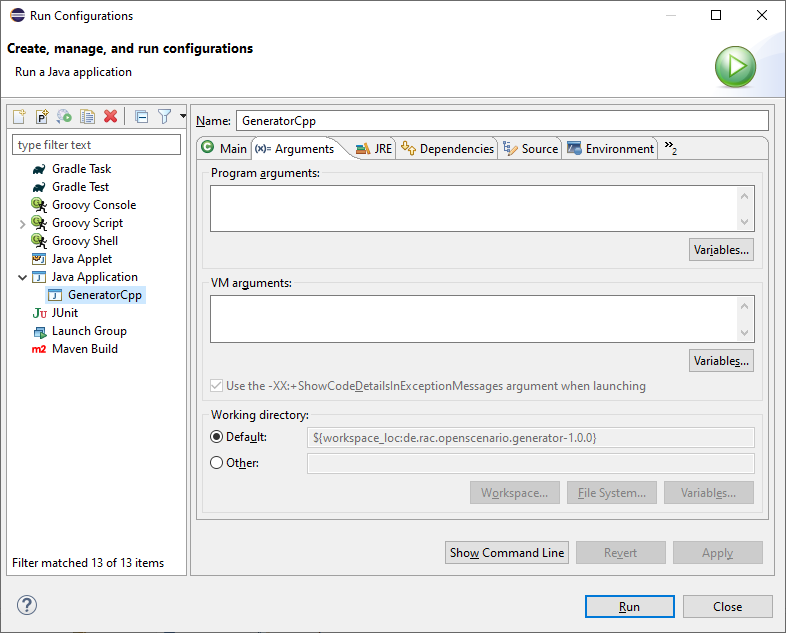 Run Configurations
Create, manage, and run configurations
Run a Java application
type filter text
Gradle Task
Gradle Test
Groovy Console
Groovy Script
Groovy Shell
Java Applet
Java Application
GeneratorCpp
JUnit
Launch Group
m2 Maven Build
Filter matched 13 of 13 items
Name: GeneratorCpp
Main (x)= Arguments JRE Dependencies Source Environment »2
Program arguments:
Variables...
VM arguments:
Variables...
Use the -XX:+ShowCodeDetailsInExceptionMessages argument when launching
Working directory:
Default: ${workspace_loc:de.rac.openscenario.generator-1.0.0}
Other:
Workspace... File System... Variables...
Show Command Line Revert Apply
? Run Close